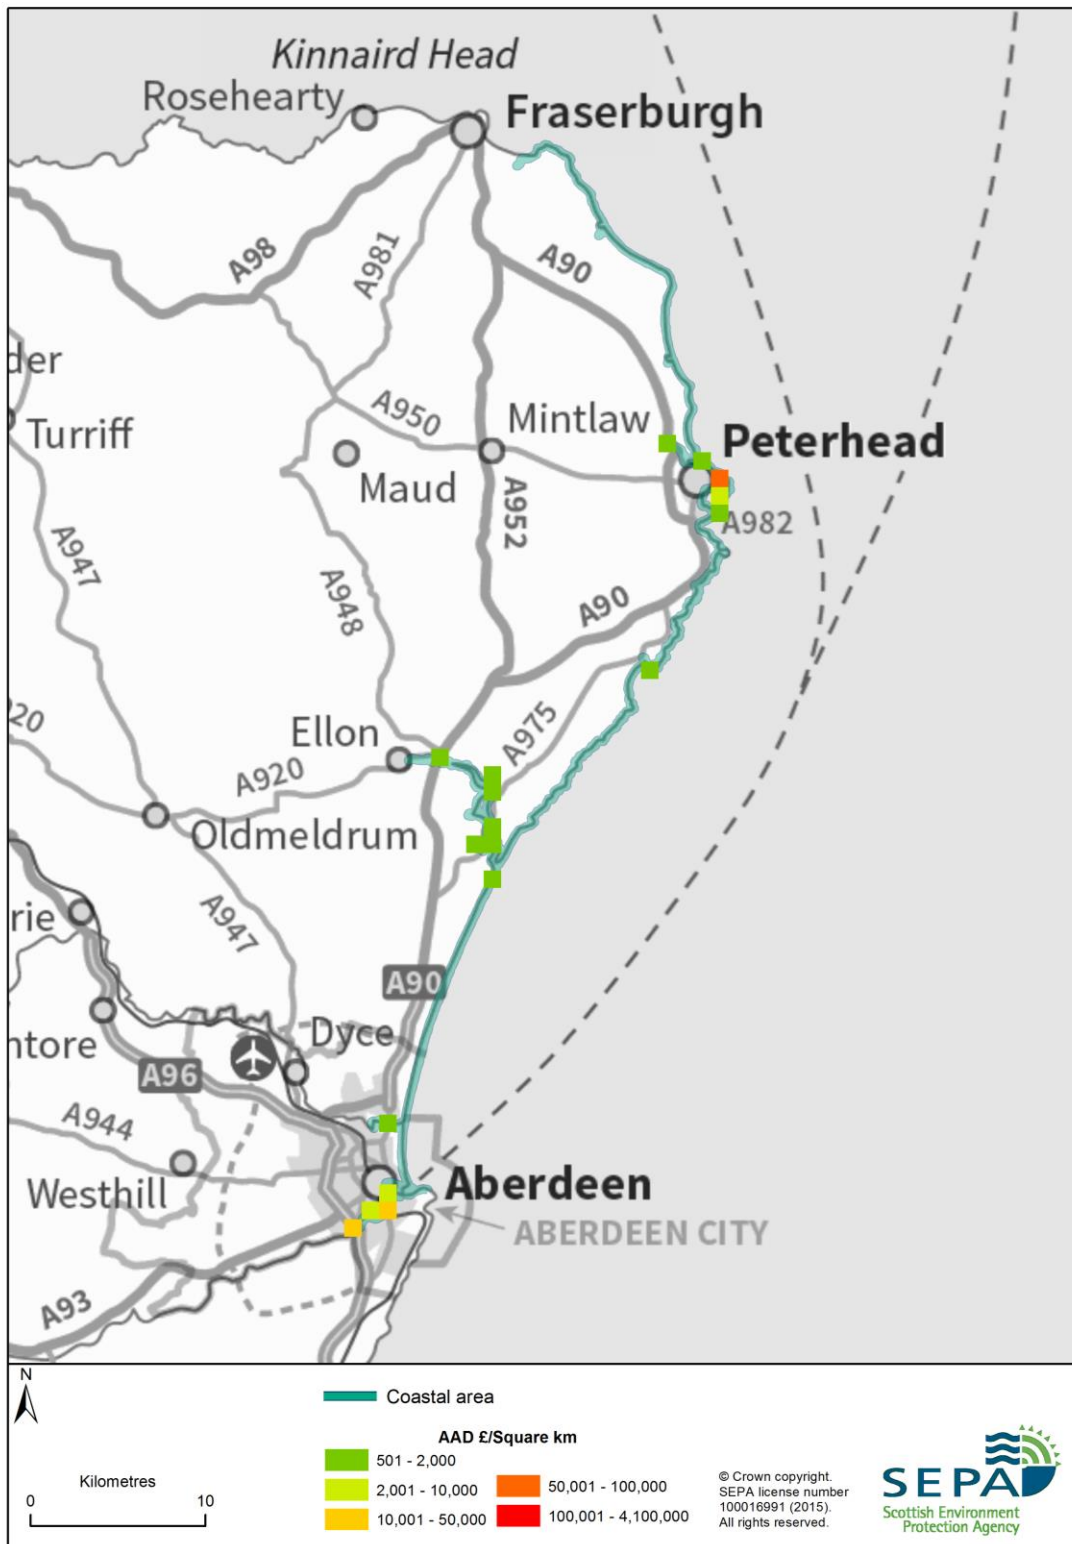 Kinnaird Head
Rosehearty
Fraserburgh
A98
A981
A90
der
Turriff
A950
Mintlaw
Peterhead
Maud
A952
A982
A947
A948
A90
20
Ellon
A975
A920
Oldmeldrum
rie
A947
A90
ntore
Dyce
A96
A944
Westhill
Aberdeen
ABERDEEN CITY
A93
N
Kilometres
0 10
Coastal area
AAD £/Square km
501 - 2,000
2,001 - 10,000
10,001 - 50,000
50,001 - 100,000
100,001 - 4,100,000
© Crown copyright.
SEPA license number
100016991 (2015).
All rights reserved.
SEPA
Scottish Environment
Protection Agency